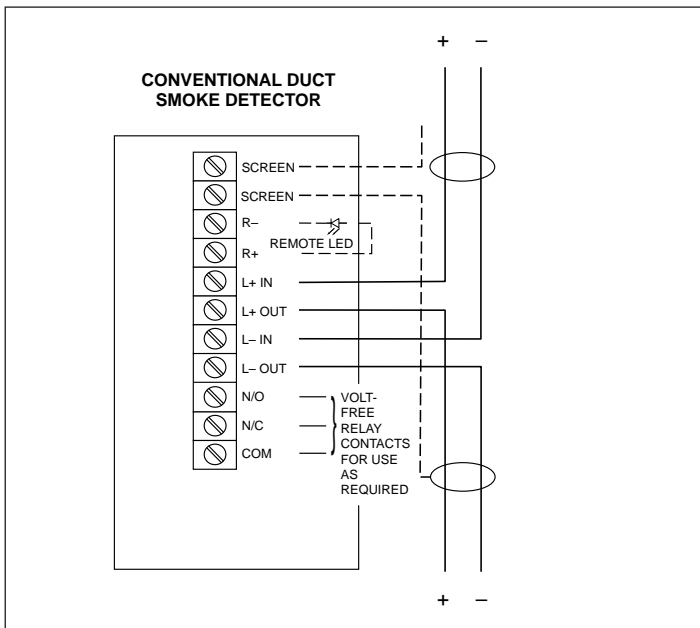 + –
CONVENTIONAL DUCT
SMOKE DETECTOR
SCREEN
SCREEN
R–
REMOTE LED
R+
L+ IN
L+ OUT
L– IN
L– OUT
N/O
N/C
COM
VOLT-
FREE
RELAY
CONTACTS
FOR USE
AS
REQUIRED
+ –